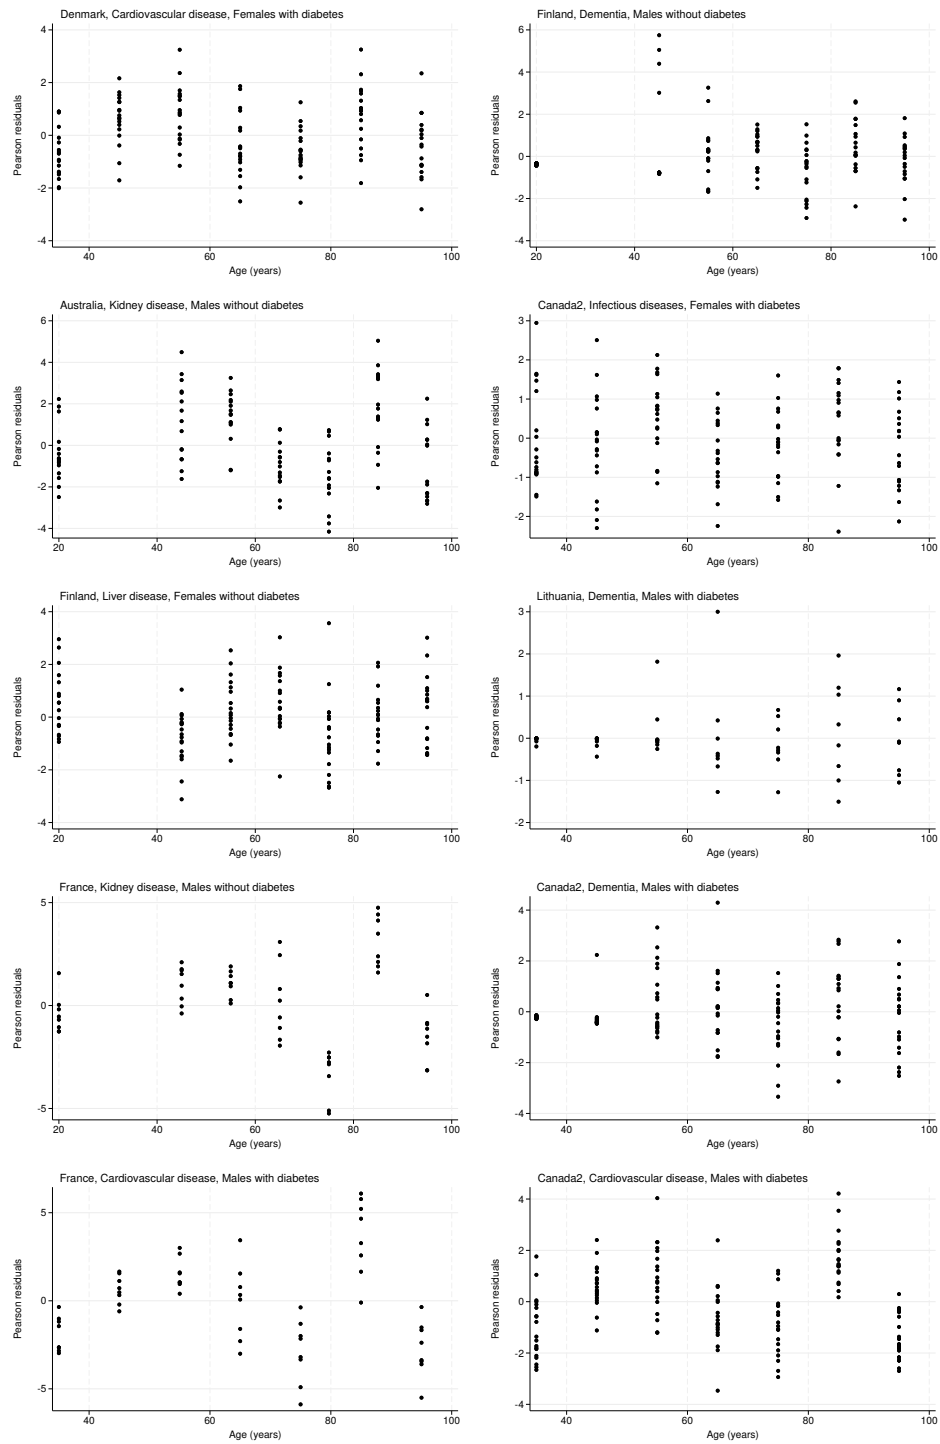 Denmark, Cardiovascular disease, Females with diabetes
4
2
0
-2
-4
Pearson residuals
40 60 80 100
Age (years)
Finland, Dementia, Males without diabetes
6
4
2
0
-2
-4
Pearson residuals
20 40 60 80 100
Age (years)
Australia, Kidney disease, Males without diabetes
6
4
2
0
-2
-4
Pearson residuals
20 40 60 80 100
Age (years)
Canada2, Infectious diseases, Females with diabetes
3
2
1
0
-1
-2
Pearson residuals
40 60 80 100
Age (years)
Finland, Liver disease, Females without diabetes
4
2
0
-2
-4
Pearson residuals
20 40 60 80 100
Age (years)
Lithuania, Dementia, Males with diabetes
3
2
1
0
-1
-2
Pearson residuals
40 60 80 100
Age (years)
France, Kidney disease, Males without diabetes
5
0
-5
Pearson residuals
20 40 60 80 100
Age (years)
Canada2, Dementia, Males with diabetes
4
2
0
-2
-4
Pearson residuals
40 60 80 100
Age (years)
France, Cardiovascular disease, Males with diabetes
5
0
-5
Pearson residuals
40 60 80 100
Age (years)
Canada2, Cardiovascular disease, Males with diabetes
4
2
0
-2
-4
Pearson residuals
40 60 80 100
Age (years)